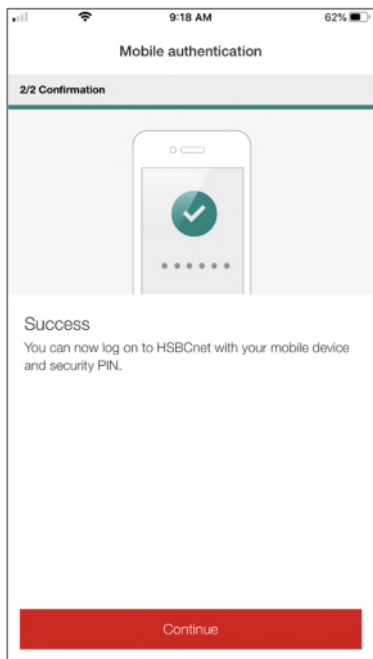 9:18 AM
62%
Mobile authentication
2/2 Confirmation
Success
You can now log on to HSBCnet with your mobile device
and security PIN.
Continue